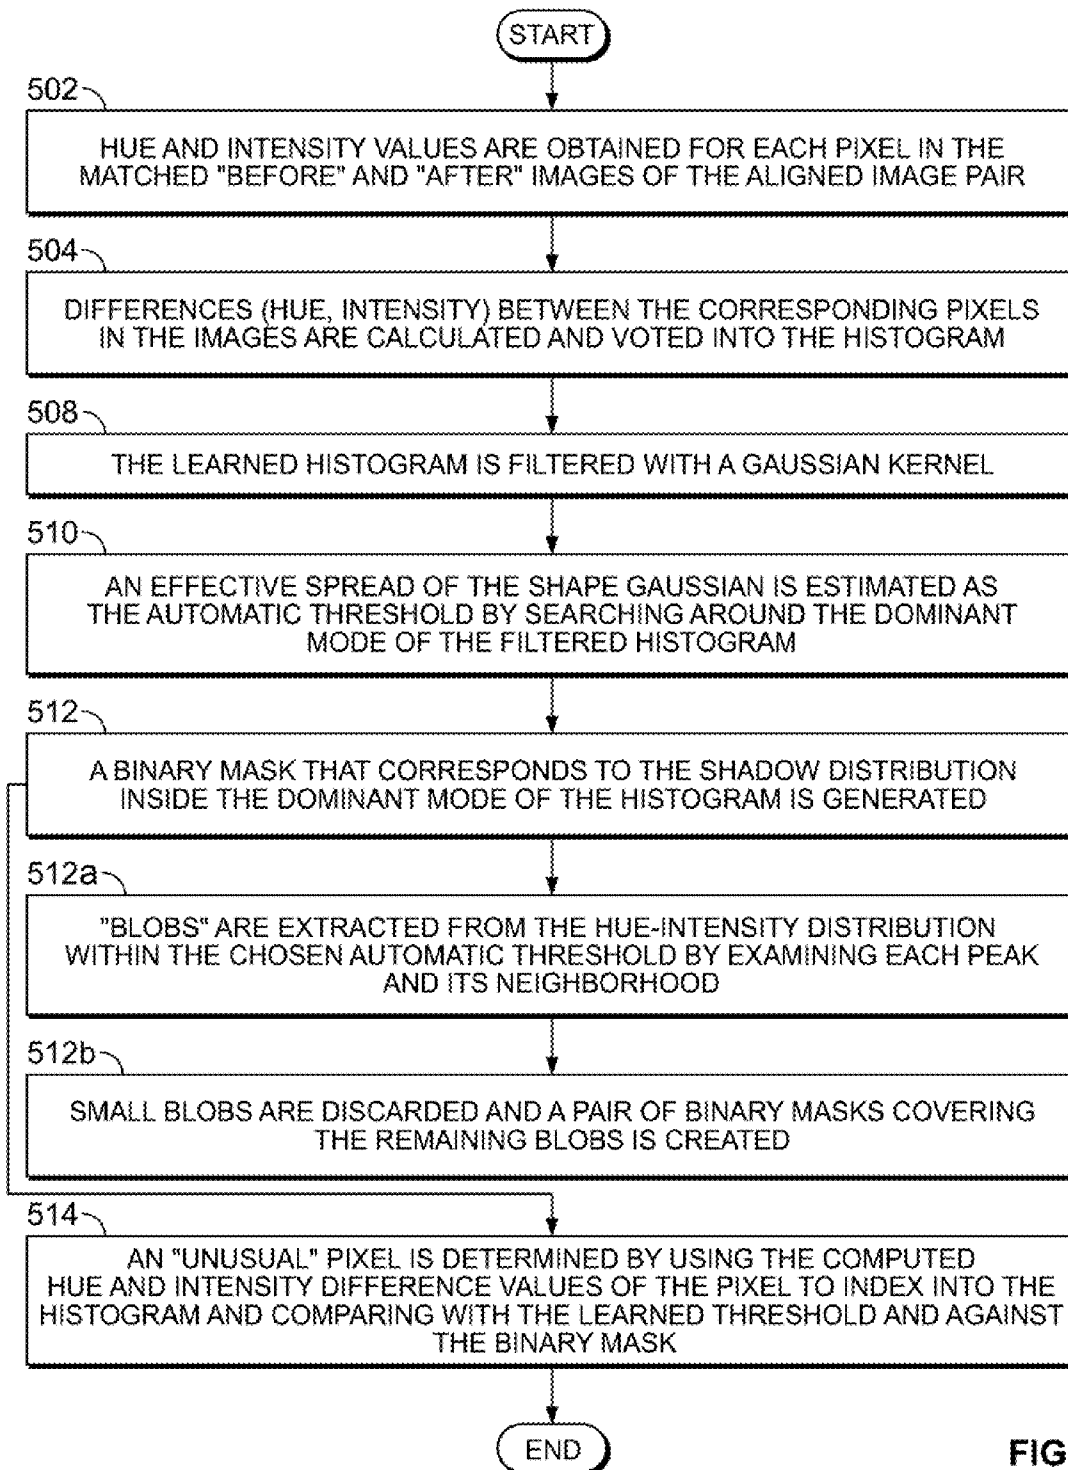 START
502
HUE AND INTENSITY VALUES ARE OBTAINED FOR EACH PIXEL IN THE
MATCHED "BEFORE" AND "AFTER" IMAGES OF THE ALIGNED IMAGE PAIR
504
DIFFERENCES (HUE, INTENSITY) BETWEEN THE CORRESPONDING PIXELS
IN THE IMAGES ARE CALCULATED AND VOTED INTO THE HISTOGRAM
508
THE LEARNED HISTOGRAM IS FILTERED WITH A GAUSSIAN KERNEL
510
AN EFFECTIVE SPREAD OF THE SHAPE GAUSSIAN IS ESTIMATED AS
THE AUTOMATIC THRESHOLD BY SEARCHING AROUND THE DOMINANT
MODE OF THE FILTERED HISTOGRAM
512
A BINARY MASK THAT CORRESPONDS TO THE SHADOW DISTRIBUTION
INSIDE THE DOMINANT MODE OF THE HISTOGRAM IS GENERATED
512a
"BLOBS" ARE EXTRACTED FROM THE HUE-INTENSITY DISTRIBUTION
WITHIN THE CHOSEN AUTOMATIC THRESHOLD BY EXAMINING EACH PEAK
AND ITS NEIGHBORHOOD
512b
SMALL BLOBS ARE DISCARDED AND A PAIR OF BINARY MASKS COVERING
THE REMAINING BLOBS IS CREATED
514
AN "UNUSUAL" PIXEL IS DETERMINED BY USING THE COMPUTED
HUE AND INTENSITY DIFFERENCE VALUES OF THE PIXEL TO INDEX INTO THE
HISTOGRAM AND COMPARING WITH THE LEARNED THRESHOLD AND AGAINST
THE BINARY MASK
END
FIG